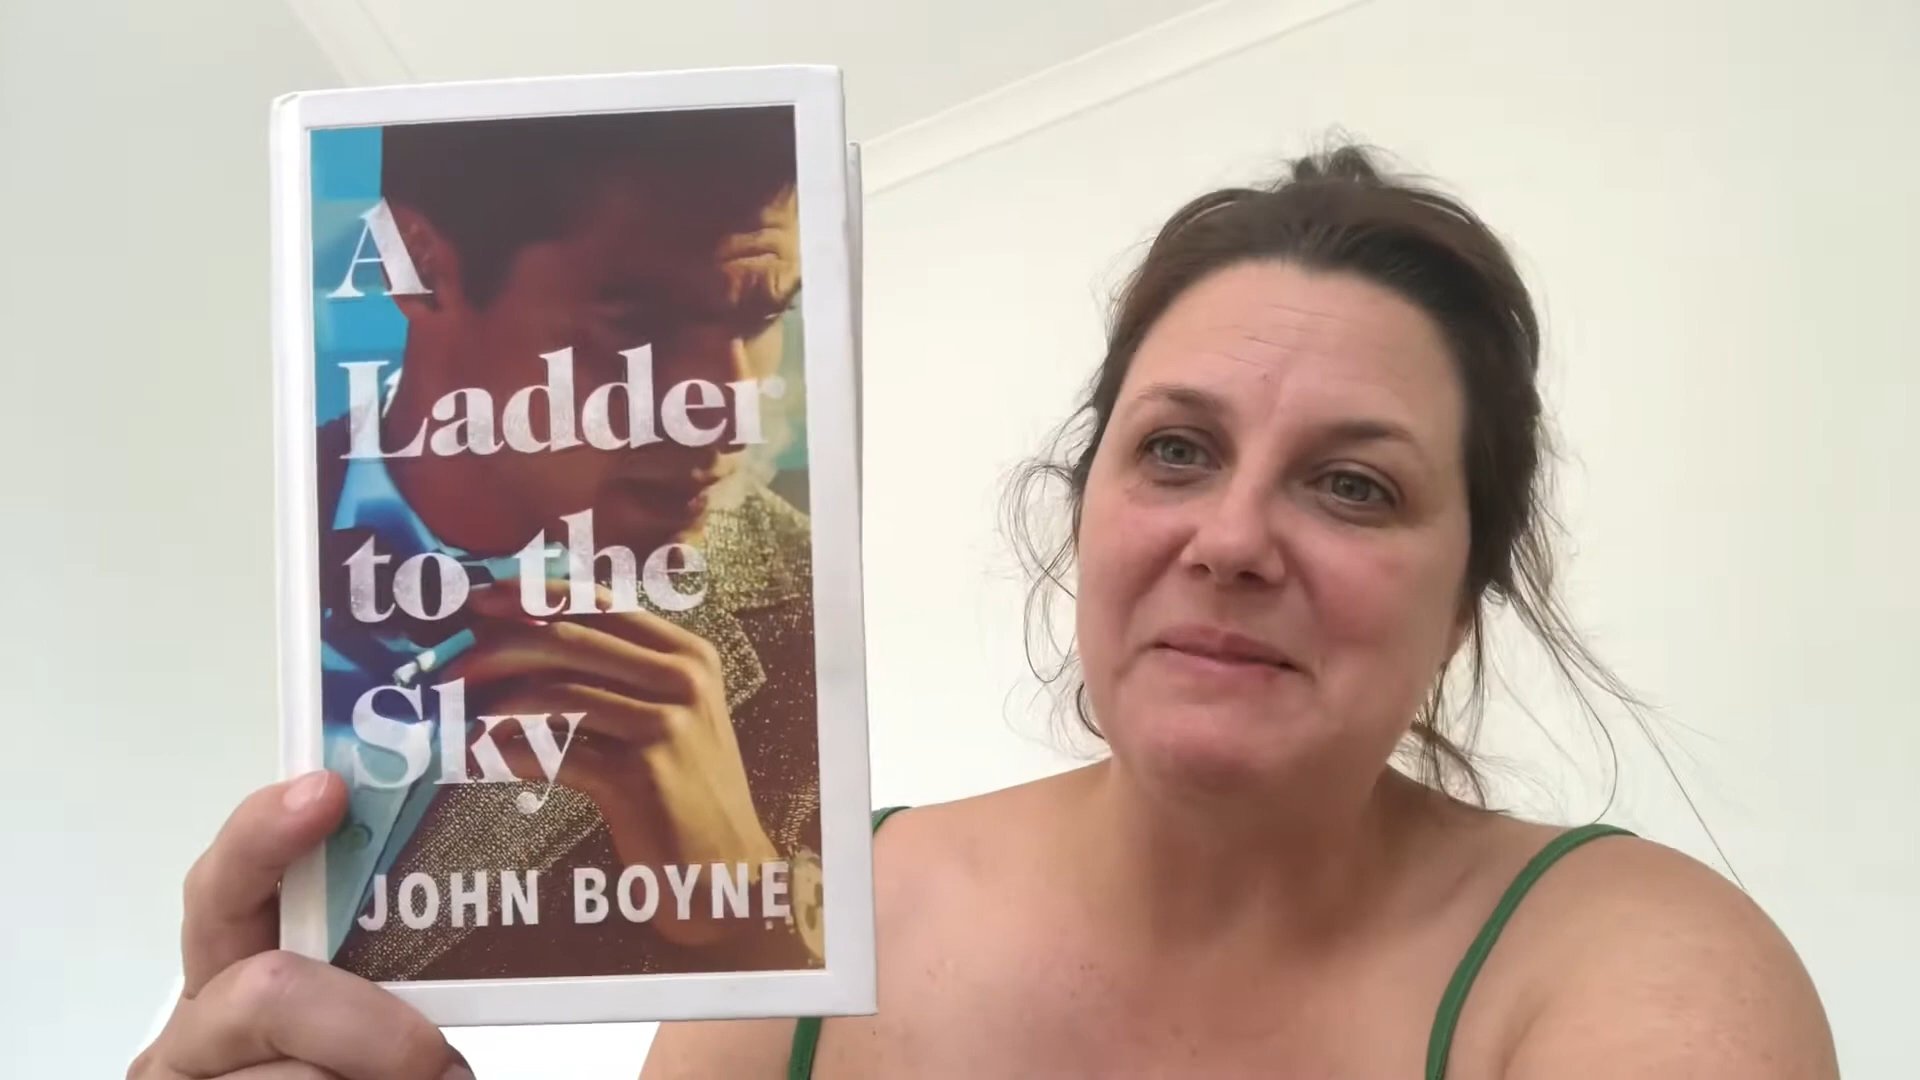 A
Ladder
to the
Sky
JOHN BOYNE